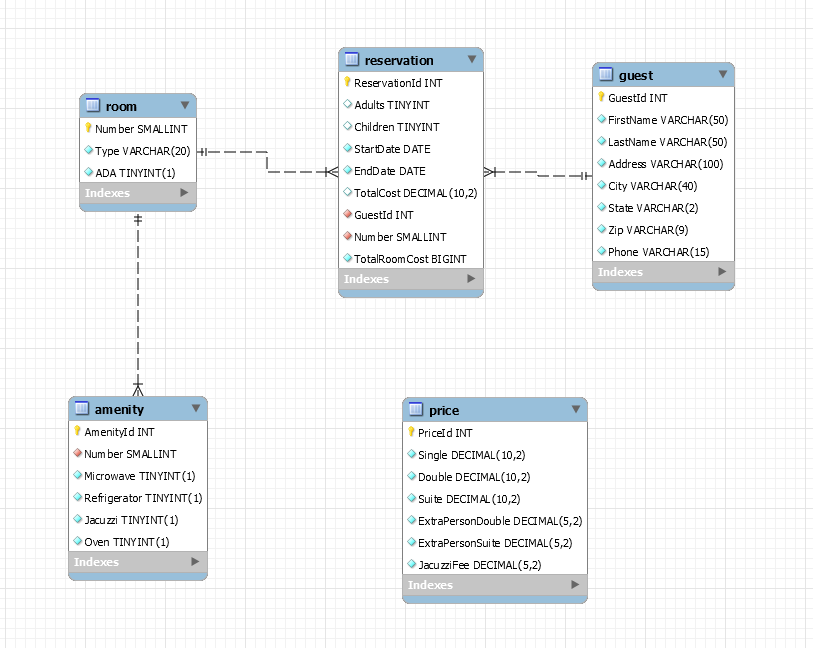 room
Number SMALLINT
Type VARCHAR(20)
ADA TINYINT(1)
Indexes
reservation
ReservationId INT
Adults TINYINT
Children TINYINT
StartDate DATE
EndDate DATE
TotalCost DECIMAL(10,2)
GuestId INT
Number SMALLINT
TotalRoomCost BIGINT
Indexes
guest
GuestId INT
FirstName VARCHAR(50)
LastName VARCHAR(50)
Address VARCHAR(100)
City VARCHAR(40)
State VARCHAR(2)
Zip VARCHAR(9)
Phone VARCHAR(15)
Indexes
amenity
AmenityId INT
Number SMALLINT
Microwave TINYINT(1)
Refrigerator TINYINT(1)
Jacuzzi TINYINT(1)
Oven TINYINT(1)
Indexes
price
PriceId INT
Single DECIMAL(10,2)
Double DECIMAL(10,2)
Suite DECIMAL(10,2)
ExtraPersonDouble DECIMAL(5,2)
ExtraPersonSuite DECIMAL(5,2)
JacuzziFee DECIMAL(5,2)
Indexes